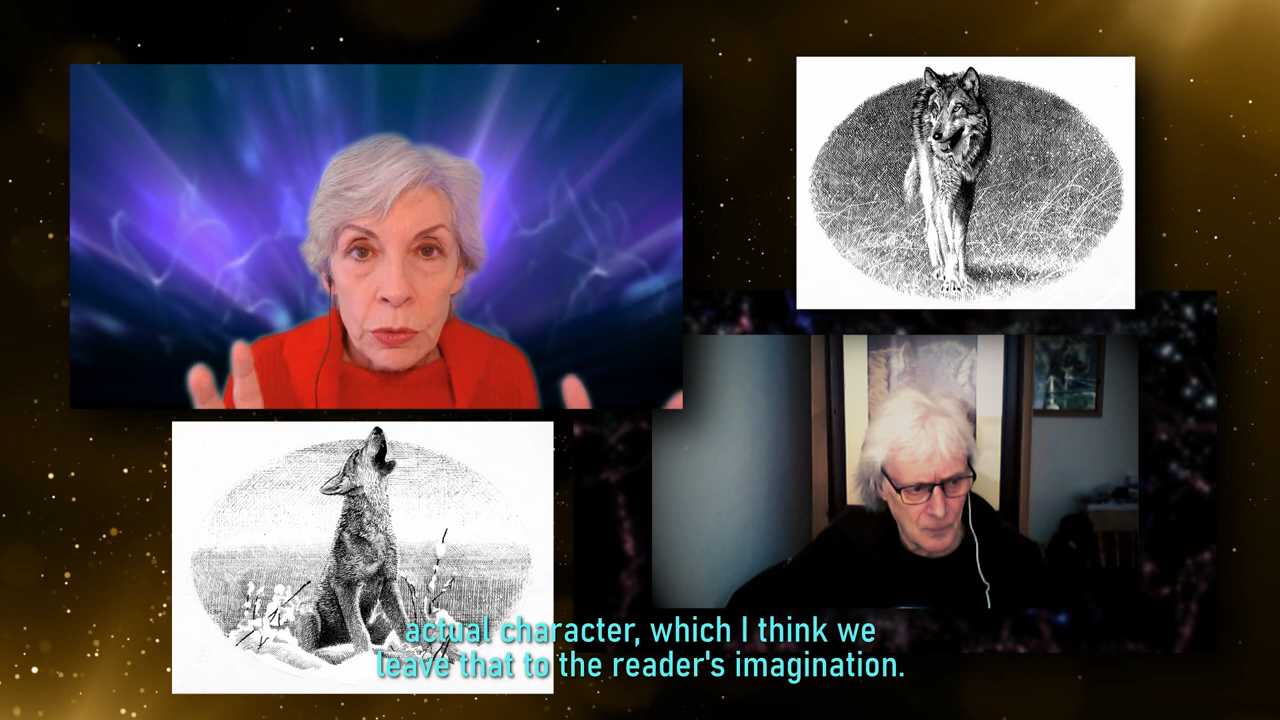 actual character, which I think we
leave that to the reader's imagination.